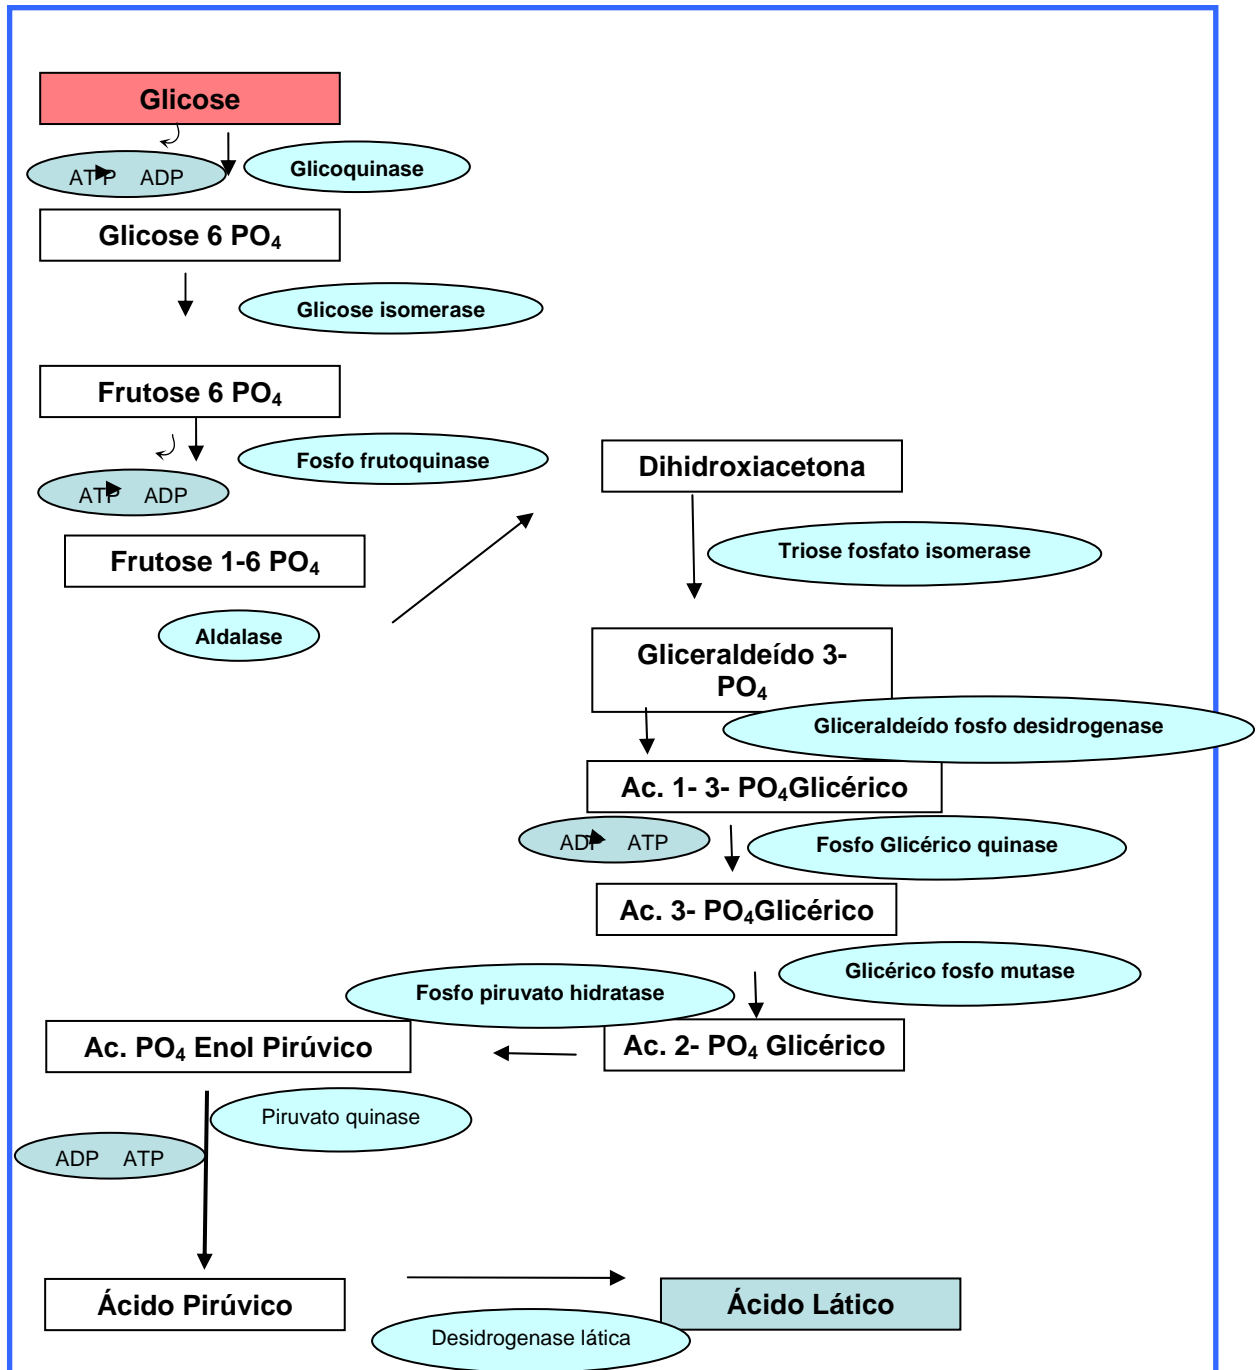 Glicose
ATP ADP
Glicoquinase
Glicose 6 PO₄
Glicose isomerase
Frutose 6 PO₄
Fosfo frutoquinase
ATP ADP
Dihidroxiacetona
Frutose 1-6 PO₄
Triose fosfato isomerase
Aldalase
Gliceraldeído 3-
PO₄
Gliceraldeído fosfo desidrogenase
Ac. 1- 3- PO₄Glicérico
ADP ATP
Fosfo Glicérico quinase
Ac. 3- PO₄Glicérico
Glicérico fosfo mutase
Fosfo piruvato hidratase
Ac. 2- PO₄ Glicérico
Ac. PO₄ Enol Pirúvico
Piruvato quinase
ADP ATP
Ácido Pirúvico
Ácido Lático
Desidrogenase lática